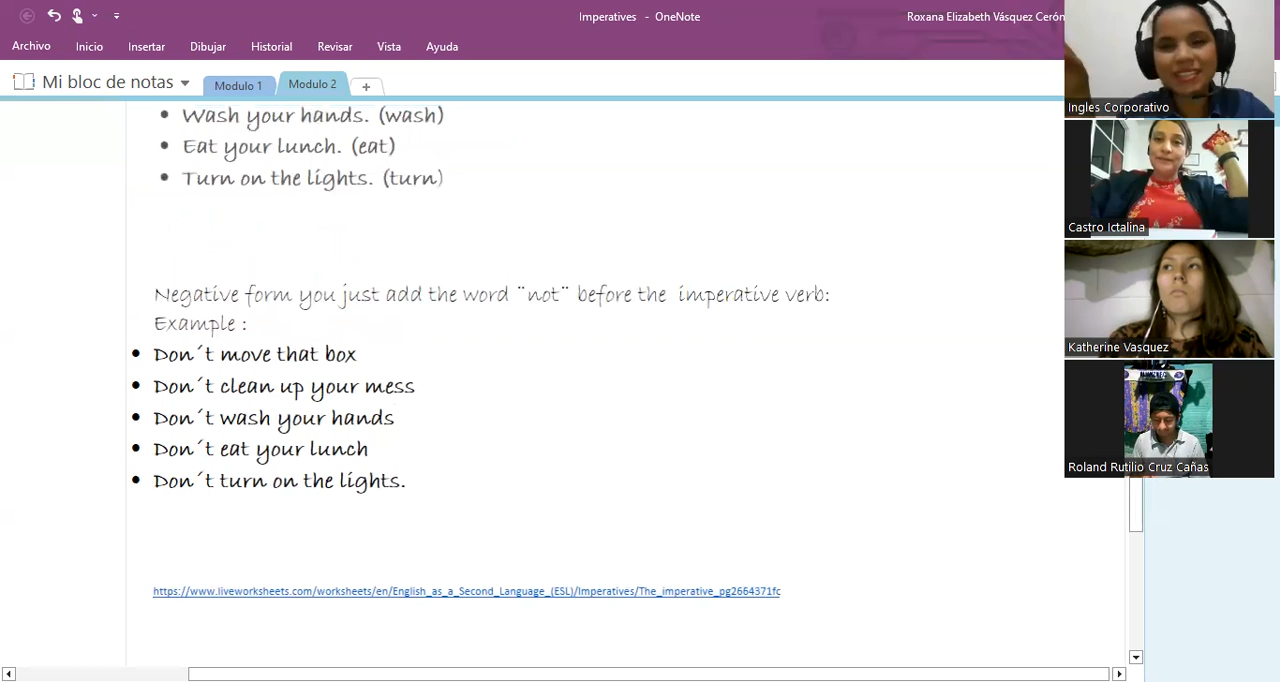 Imperatives - OneNote
Roxana Elizabeth Vásquez Cerón
Archivo Inicio Insertar Dibujar Historial Revisar Vista Ayuda
Mi bloc de notas Modulo 1 Modulo 2 +
• Wash your hands. (wash)
• Eat your lunch. (eat)
• Turn on the lights. (turn)
Negative form you just add the word ¨not¨ before the imperative verb:
Example :
• Don´t move that box
• Don´t clean up your mess
• Don´t wash your hands
• Don´t eat your lunch
• Don´t turn on the lights.
https://www.liveworksheets.com/worksheets/en/English_as_a_Second_Language_(ESL)/Imperatives/The_imperative_pg2664371fc
Ingles Corporativo
Castro Ictalina
Katherine Vasquez
Roland Rutilio Cruz Cañas